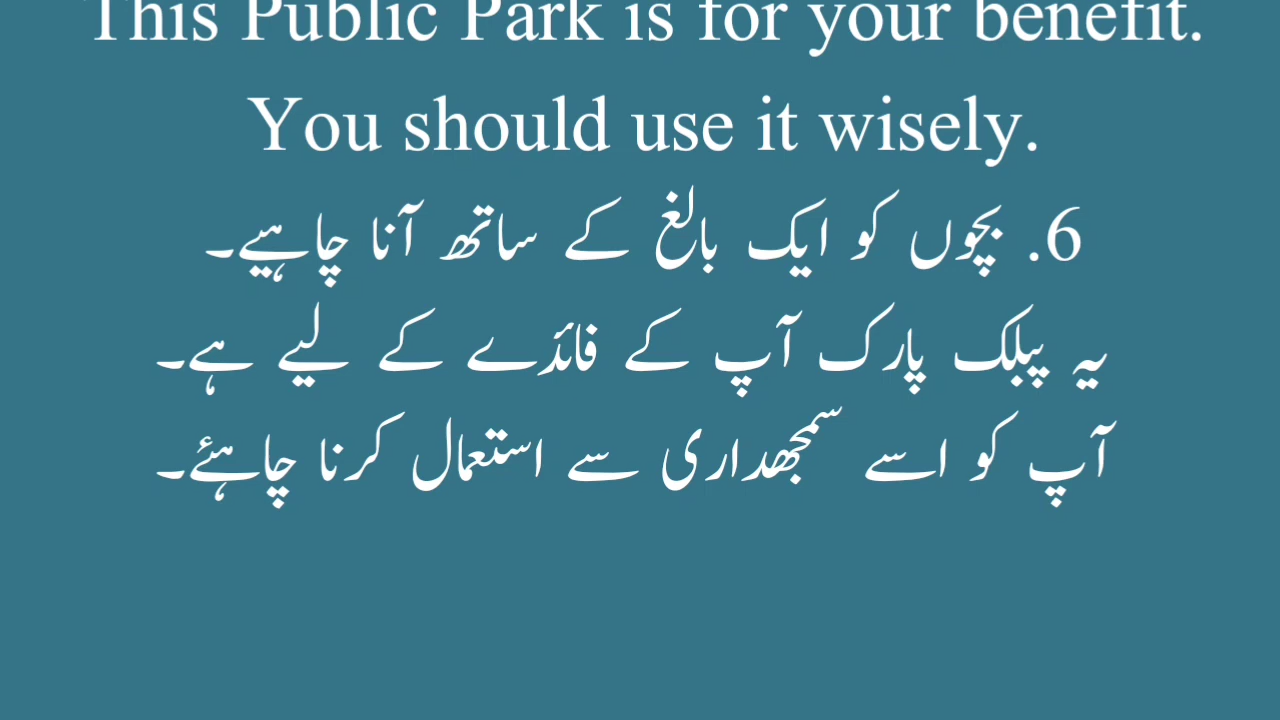 This Public Park is for your benefit.
You should use it wisely.
6. بچوں کو ایک بالغ کے ساتھ آنا چاہیے۔
یہ پبلک پارک آپ کے فائدے کے لیے ہے۔
آپ کو اسے سمجھداری سے استعمال کرنا چاہئے۔